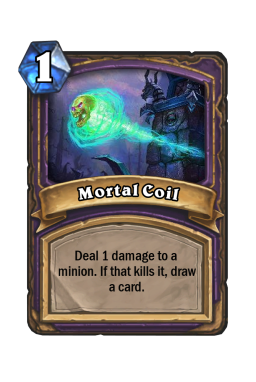 1
Mortal Coil
Deal 1 damage to a
minion. If that kills it, draw
a card.